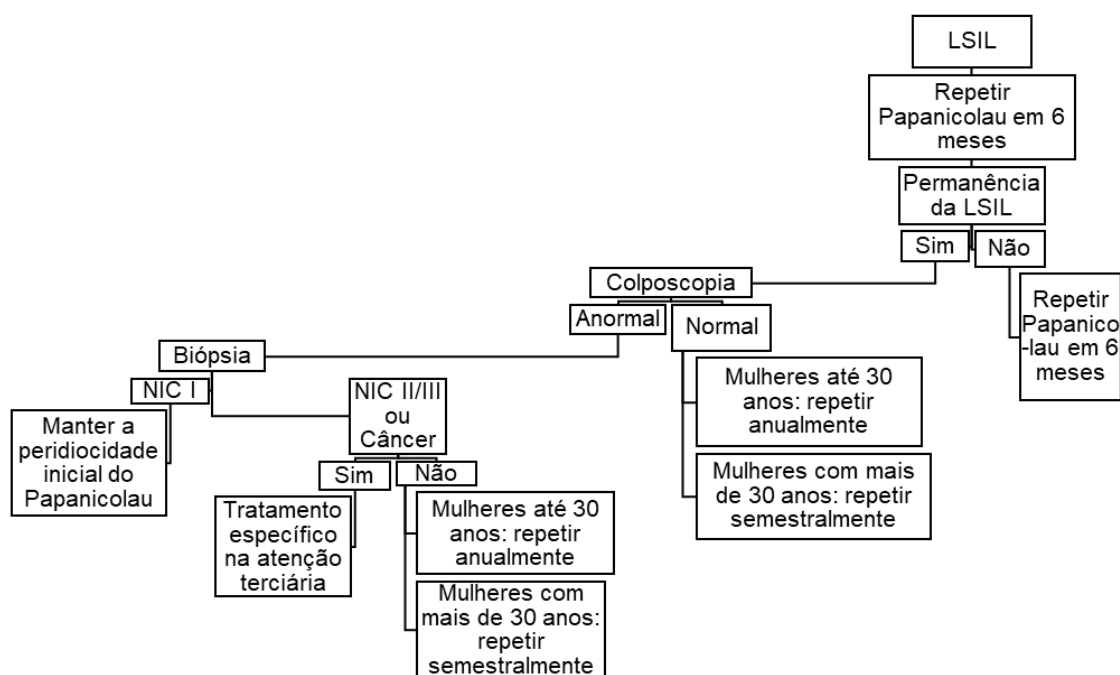 LSIL
Repetir
Papanicolau em 6
meses
Permanência
da LSIL
Sim
Não
Repetir
Papanico
-lau em 6
meses
Colposcopia
Anormal
Normal
Mulheres até 30
anos: repetir
anualmente
Mulheres com mais
de 30 anos: repetir
semestralmente
Biópsia
NIC I
Manter a
peridiocidade
inicial do
Papanicolau
NIC II/III
ou
Câncer
Sim
Não
Tratamento
específico
na atenção
terciária
Mulheres até 30
anos: repetir
anualmente
Mulheres com
mais de 30 anos:
repetir
semestralmente